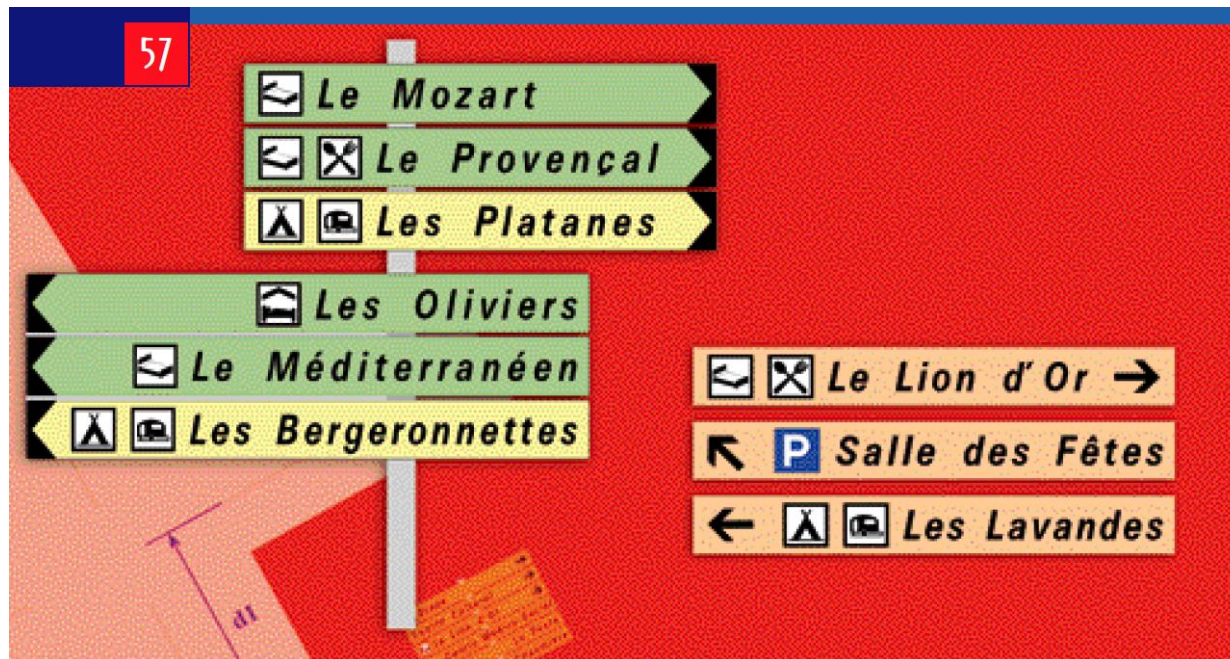 57
Le Mozart
Le Provençal
Les Platanes
Les Oliviers
Le Méditerranéen
Les Bergeronnettes
Le Lion d'Or →
P Salle des Fêtes
← Les Lavandes
d1